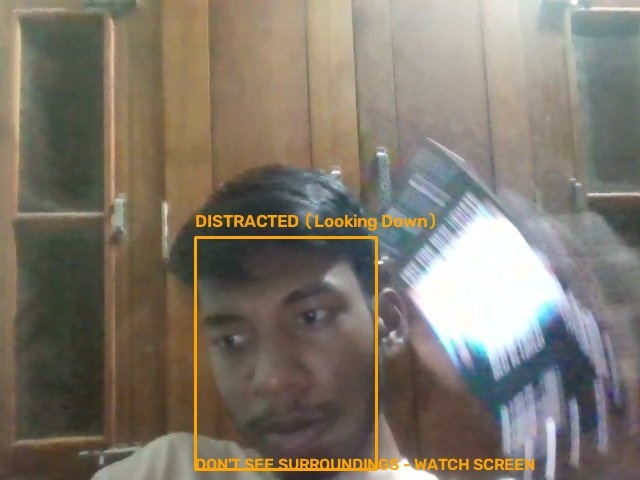 DISTRACTED (Looking Down)
DON'T SEE SURROUNDINGS - WATCH SCREEN